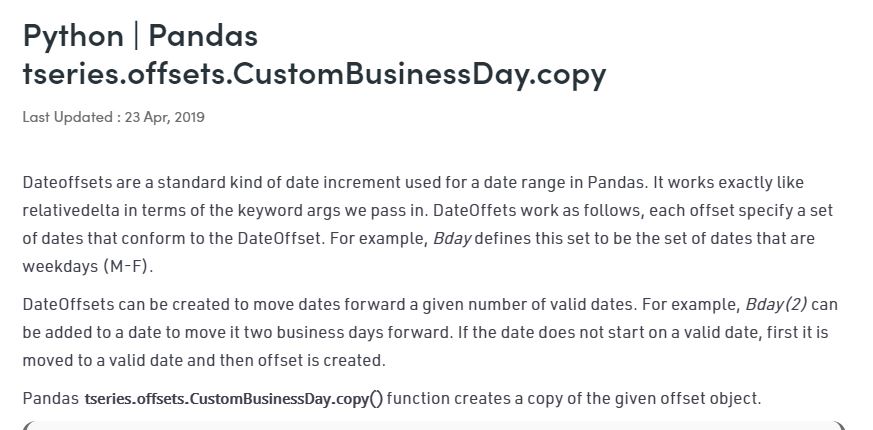 Python | Pandas
tseries.offsets.CustomBusinessDay.copy
Last Updated : 23 Apr, 2019
Dateoffsets are a standard kind of date increment used for a date range in Pandas. It works exactly like
relativedelta in terms of the keyword args we pass in. DateOffets work as follows, each offset specify a set
of dates that conform to the DateOffset. For example, Bday defines this set to be the set of dates that are
weekdays (M-F).
DateOffsets can be created to move dates forward a given number of valid dates. For example, Bday(2) can
be added to a date to move it two business days forward. If the date does not start on a valid date, first it is
moved to a valid date and then offset is created.
Pandas tseries.offsets.CustomBusinessDay.copy() function creates a copy of the given offset object.